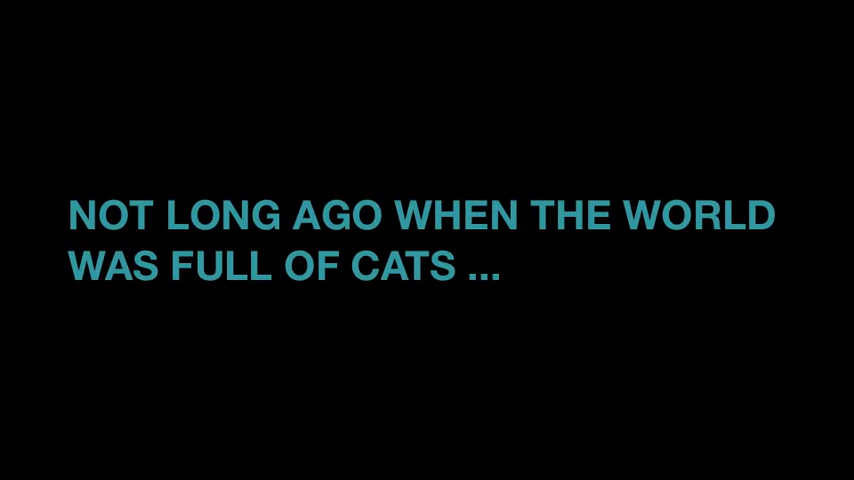 NOT LONG AGO WHEN THE WORLD
WAS FULL OF CATS ...